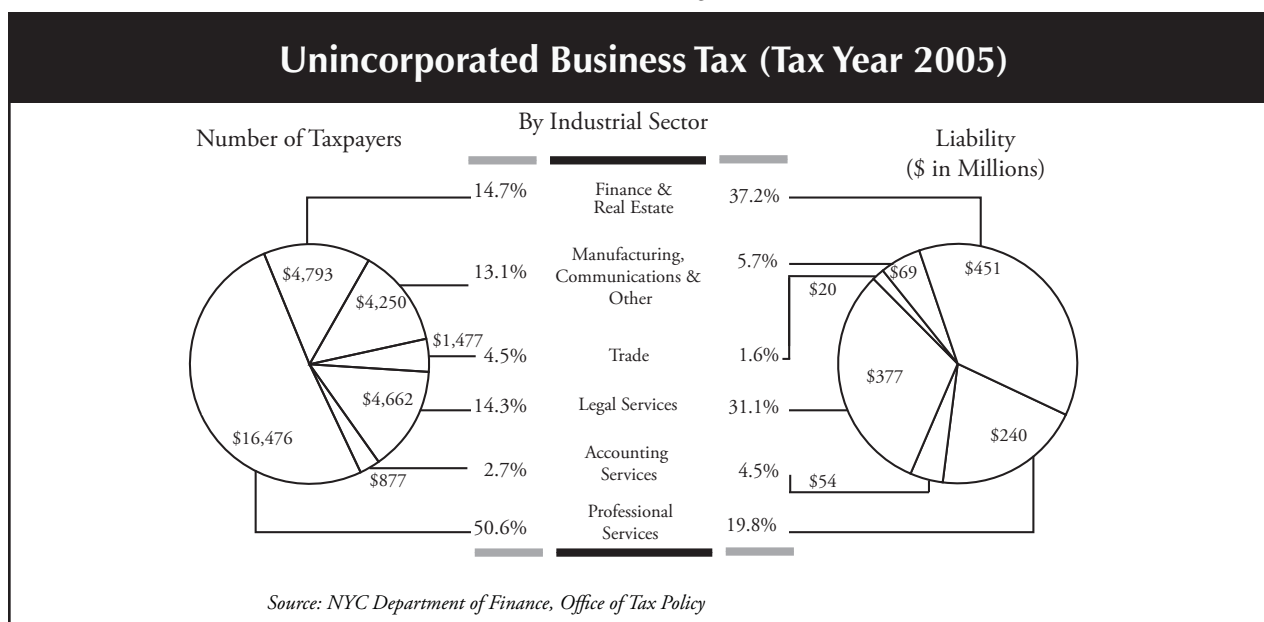 Unincorporated Business Tax (Tax Year 2005)
By Industrial Sector
Number of Taxpayers
Liability
($ in Millions)
14.7%
Finance &
Real Estate
37.2%
13.1%
Manufacturing,
Communications &
Other
5.7%
4.5%
Trade
1.6%
14.3%
Legal Services
31.1%
2.7%
Accounting
Services
4.5%
50.6%
Professional
Services
19.8%
$4,793
$4,250
$1,477
$4,662
$877
$16,476
$451
$69
$20
$377
$54
$240
Source: NYC Department of Finance, Office of Tax Policy